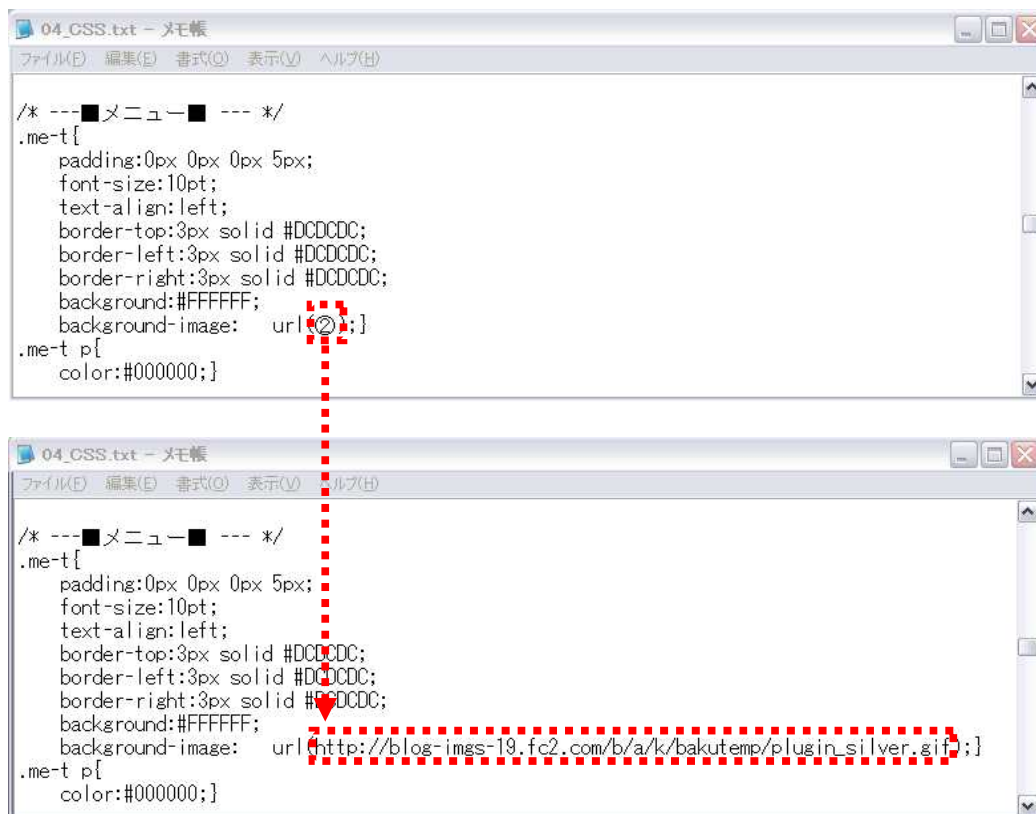 04_CSS.txt - メモ帳
ファイル(F) 編集(E) 書式(O) 表示(V) ヘルプ(H)
/* ---■メニュー■ --- */
.me-t{
padding:0px 0px 0px 5px;
font-size:10pt;
text-align:left;
border-top:3px solid #DCDCDC;
border-left:3px solid #DCDCDC;
border-right:3px solid #DCDCDC;
background:#FFFFFF;
background-image: url(②);}
.me-t p{
color:#000000;}
04_CSS.txt - メモ帳
ファイル(F) 編集(E) 書式(O) 表示(V) ヘルプ(H)
/* ---■メニュー■ --- */
.me-t{
padding:0px 0px 0px 5px;
font-size:10pt;
text-align:left;
border-top:3px solid #DCDCDC;
border-left:3px solid #DCDCDC;
border-right:3px solid #DCDCDC;
background:#FFFFFF;
background-image: url(http://blog-imgs-19.fc2.com/b/a/k/bakutemp/plugin_silver.gif);}
.me-t p{
color:#000000;}